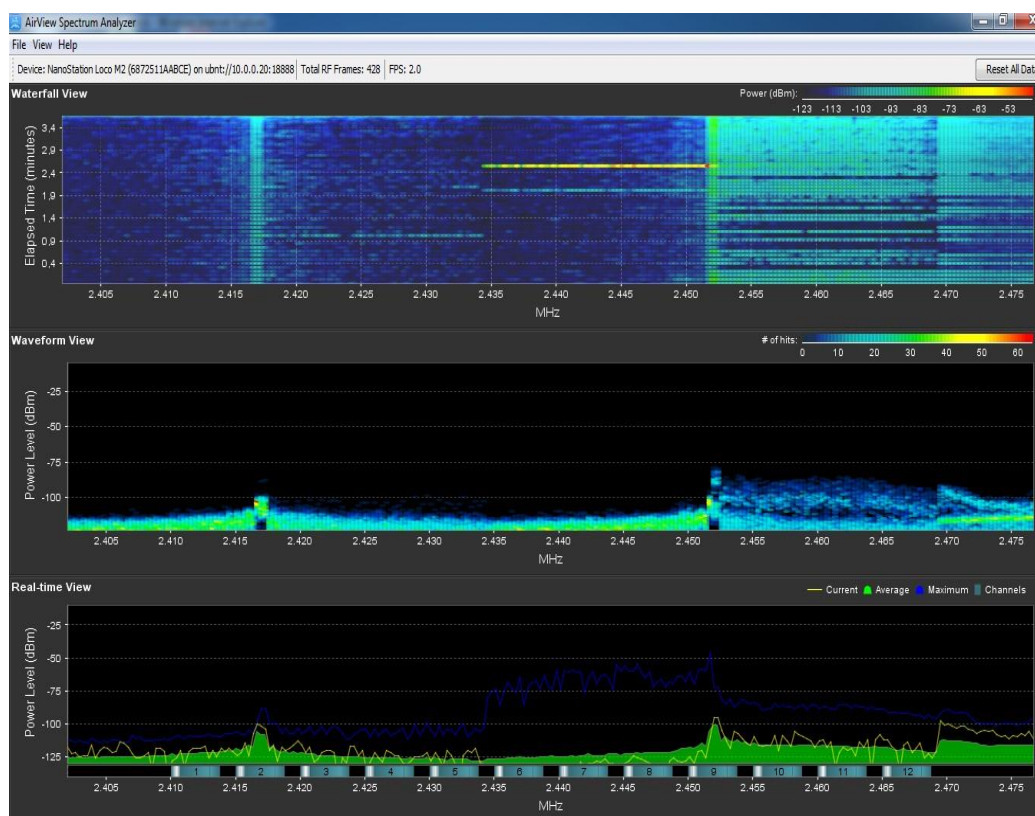 AirView Spectrum Analyzer
File View Help
Device: NanoStation Loco M2 (6872511AABCE) on ubnt://10.0.0.20:18888 Total RF Frames: 428 FPS: 2.0 Reset All Data
Waterfall View Power (dBm):
-123 -113 -103 -93 -83 -73 -63 -53
Elapsed Time (minutes)
3,4
2,9
2,4
1,9
1,4
0,9
0,4
2.405 2.410 2.415 2.420 2.425 2.430 2.435 2.440 2.445 2.450 2.455 2.460 2.465 2.470 2.475
MHz
Waveform View # of hits:
0 10 20 30 40 50 60
Power Level (dBm)
-25
-50
-75
-100
2.405 2.410 2.415 2.420 2.425 2.430 2.435 2.440 2.445 2.450 2.455 2.460 2.465 2.470 2.475
MHz
Real-time View Current Average Maximum Channels
Power Level (dBm)
-25
-50
-75
-100
-125
1 2 3 4 5 6 7 8 9 10 11 12
2.405 2.410 2.415 2.420 2.425 2.430 2.435 2.440 2.445 2.450 2.455 2.460 2.465 2.470 2.475
MHz